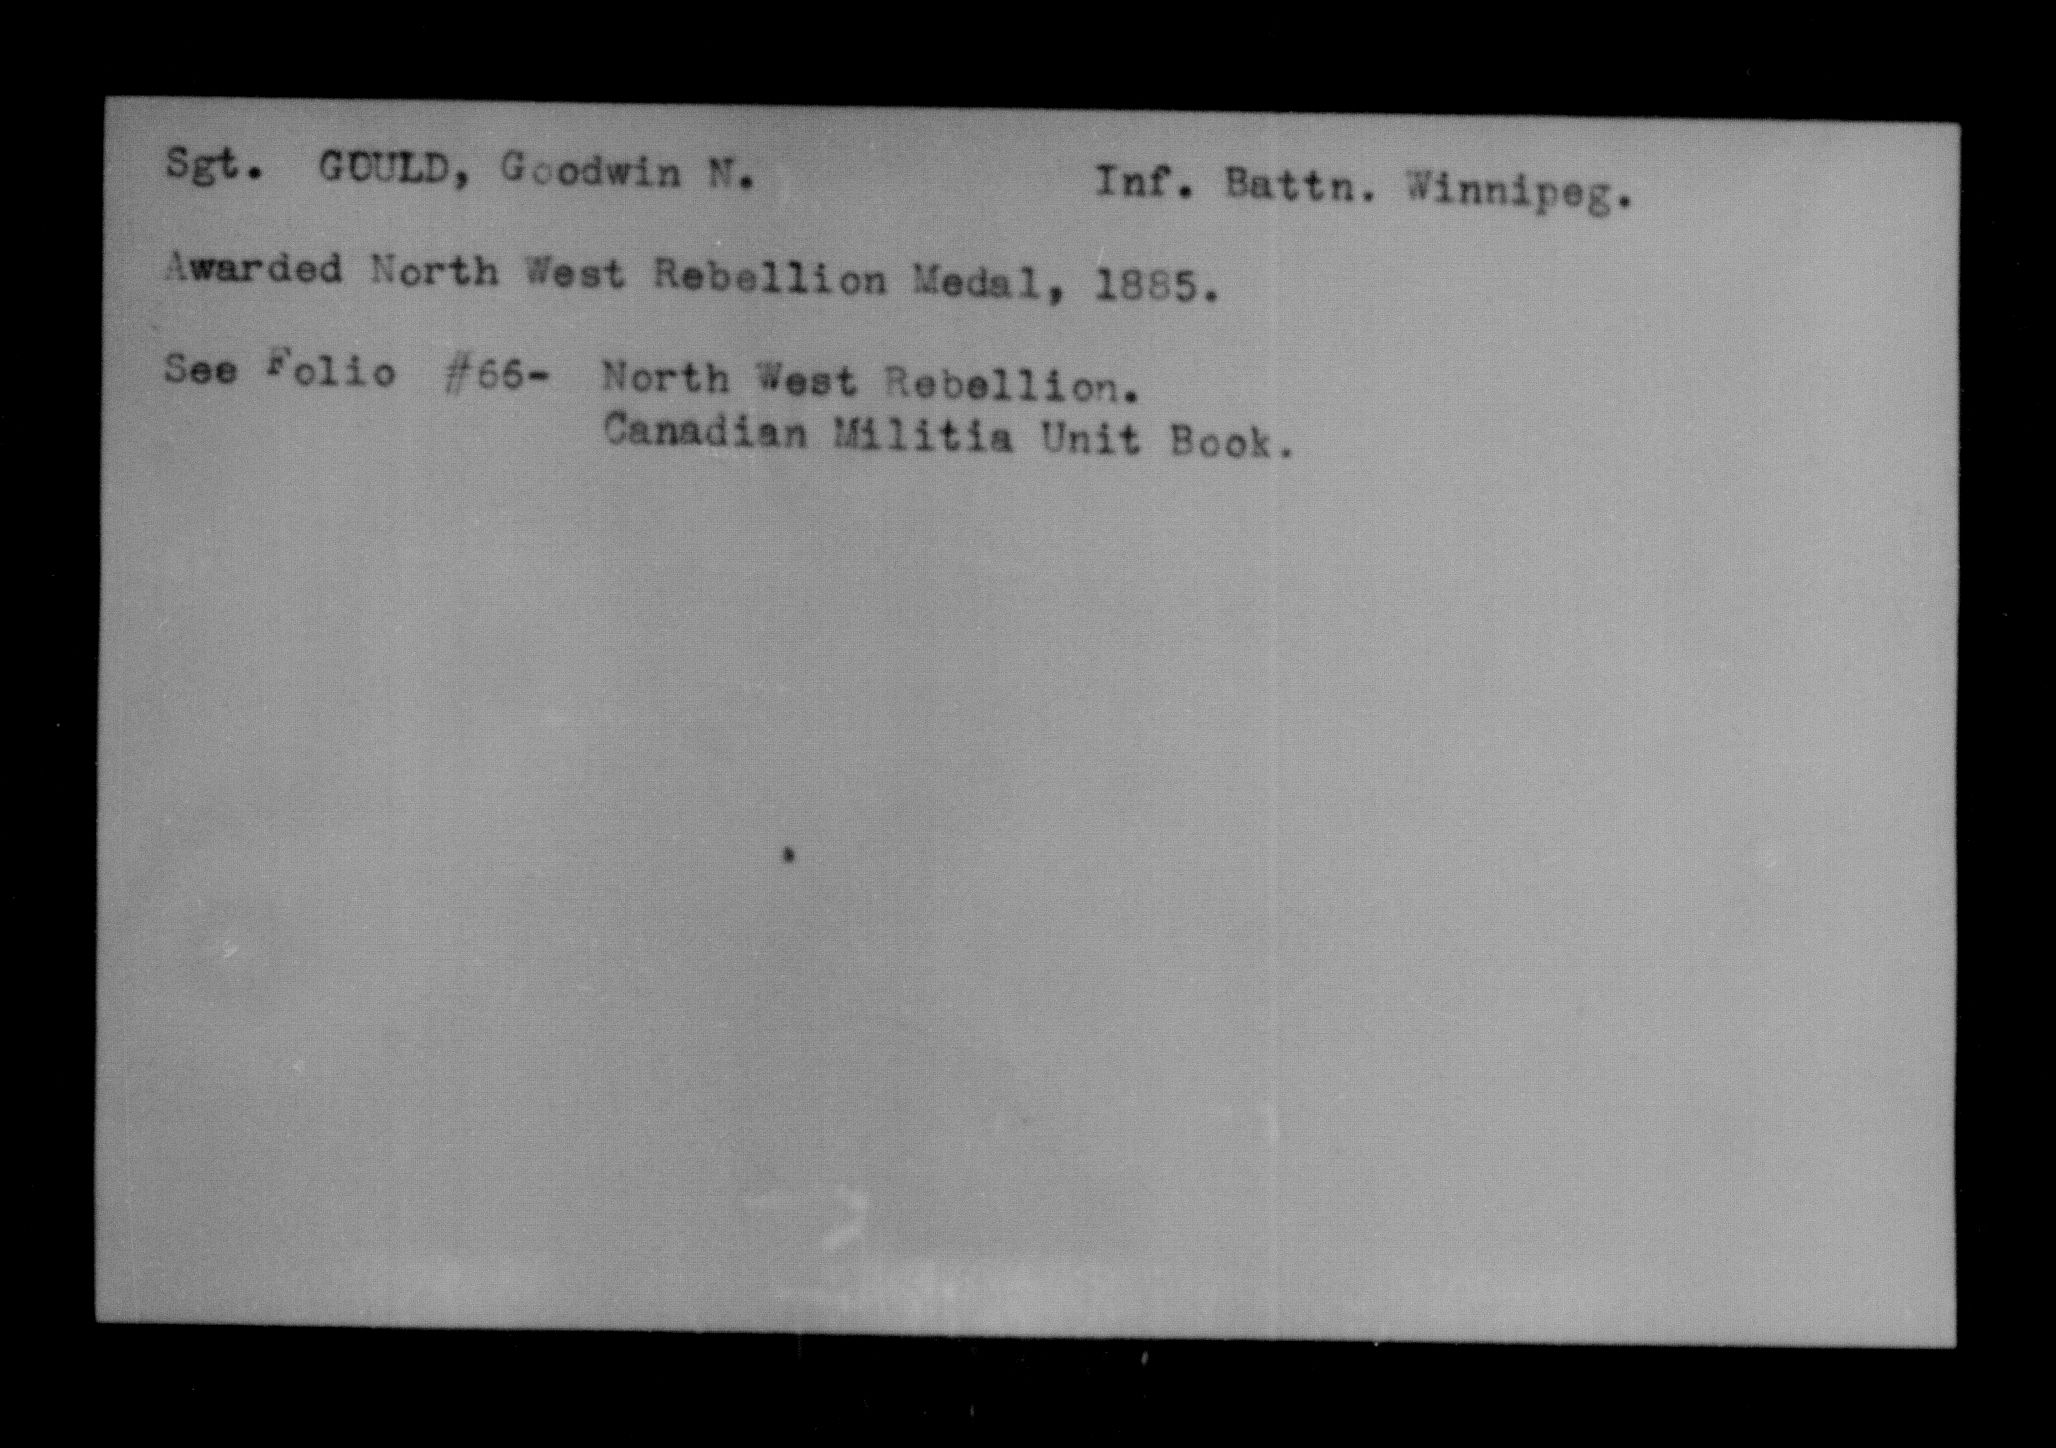 Sgt. GOULD, Goodwin N. Inf. Battn. Winnipeg.
Awarded North West Rebellion Medal, 1885.
See Folio #66- North West Rebellion.
Canadian Militia Unit Book.